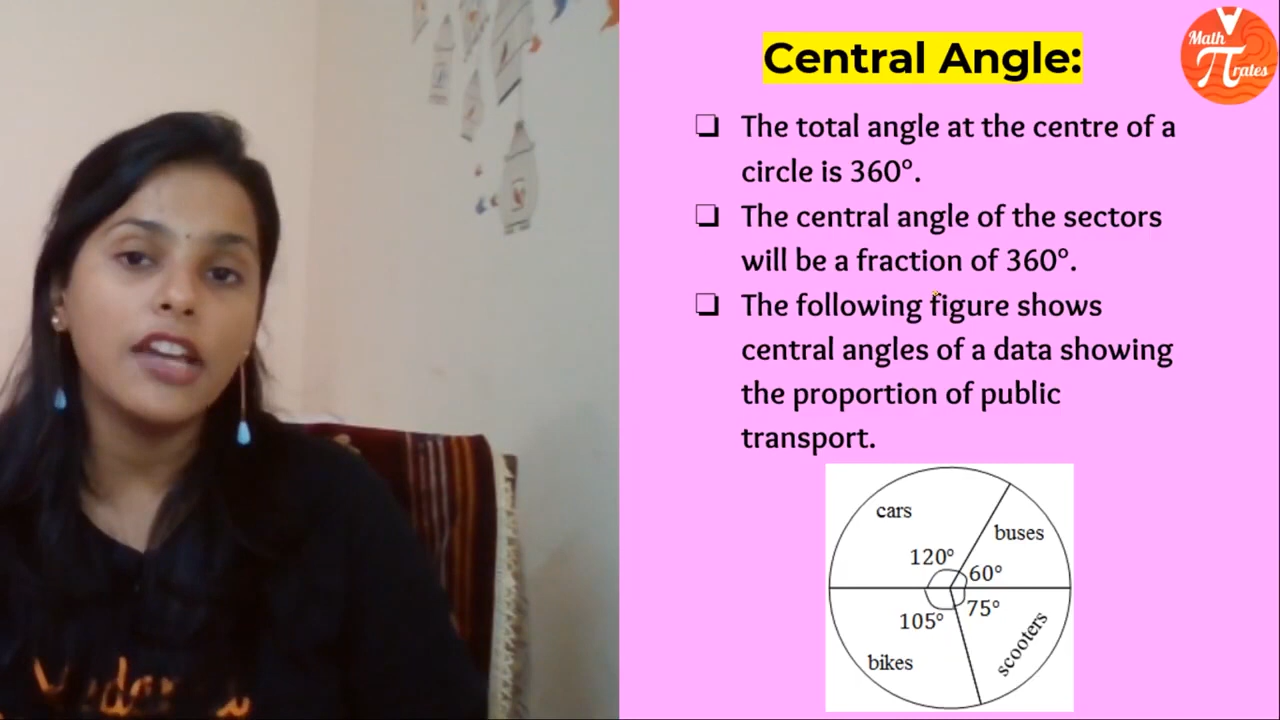 Central Angle:
Math
π rates
❑ The total angle at the centre of a
circle is 360°.
❑ The central angle of the sectors
will be a fraction of 360°.
❑ The following figure shows
central angles of a data showing
the proportion of public
transport.
cars
buses
120°
60°
105°
75°
bikes
scooters